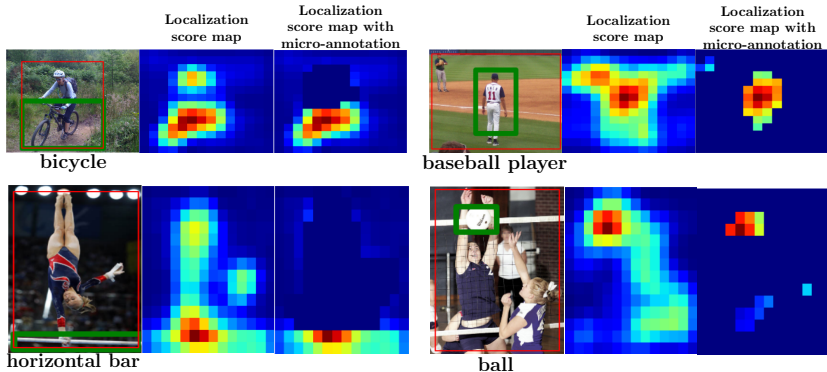 Localization
score map
Localization
score map with
micro-annotation
Localization
score map
Localization
score map with
micro-annotation
11
bicycle
baseball player
horizontal bar
ball